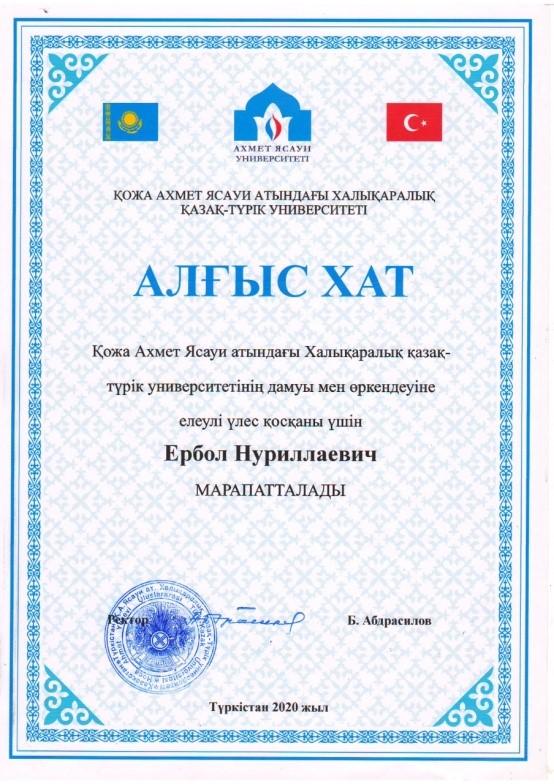 АХМЕТ ЯСАУИ
УНИВЕРСИТЕТІ
ҚОЖА АХМЕТ ЯСАУИ АТЫНДАҒЫ ХАЛЫҚАРАЛЫҚ
ҚАЗАҚ-ТҮРІК УНИВЕРСИТЕТІ
АЛҒЫС ХАТ
Қожа Ахмет Ясауи атындағы Халықаралық қазақ-
түрік университетінің дамуы мен өркендеуіне
елеулі үлес қосқаны үшін
Ербол Нуриллаевич
МАРАПАТТАЛАДЫ
Ректор
Б. Абдрасилов
Түркістан 2020 жыл